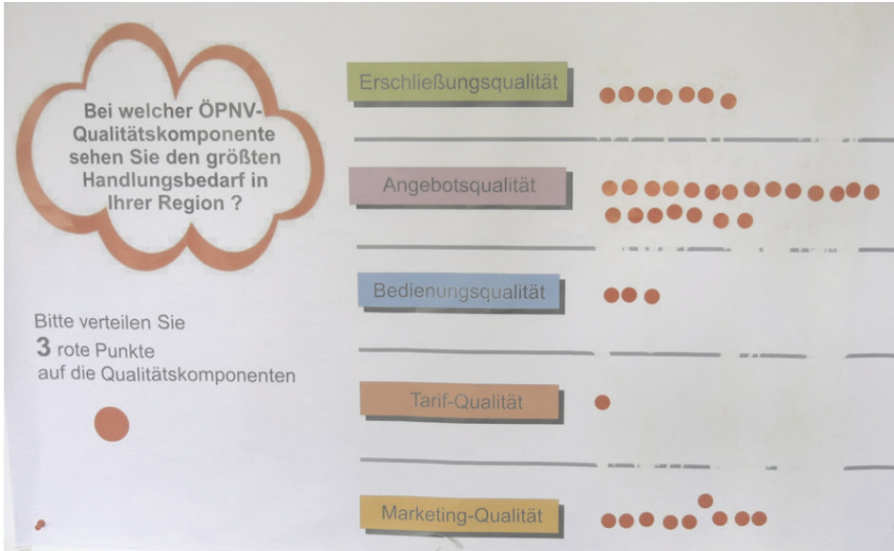 Bei welcher ÖPNV-
Qualitätskomponente
sehen Sie den größten
Handlungsbedarf in
Ihrer Region ?
Bitte verteilen Sie
3 rote Punkte
auf die Qualitätskomponenten
Erschließungsqualität
Angebotsqualität
Bedienungsqualität
Tarif-Qualität
Marketing-Qualität